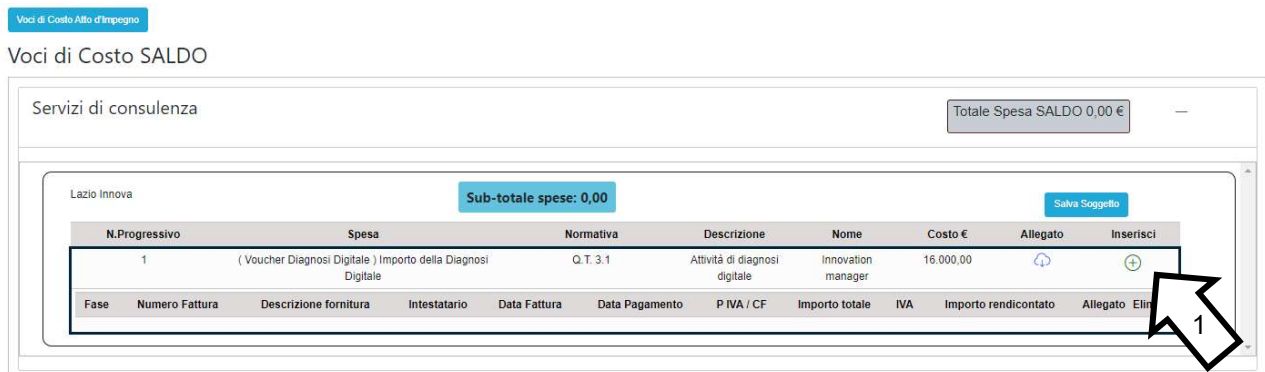 Voci di Costo Atto d'Impegno
Voci di Costo SALDO
Servizi di consulenza
Totale Spesa SALDO 0,00 €
Lazio Innova
Sub-totale spese: 0,00
Salva Soggetto
N.Progressivo Spesa Normativa Descrizione Nome Costo € Allegato Inserisci
1 ( Voucher Diagnosi Digitale ) Importo della Diagnosi Q.T. 3.1 Attività di diagnosi Innovation 16.000,00
Digitale digitale manager
Fase Numero Fattura Descrizione fornitura Intestatario Data Fattura Data Pagamento P IVA / CF Importo totale IVA Importo rendicontato Allegato Elim
1